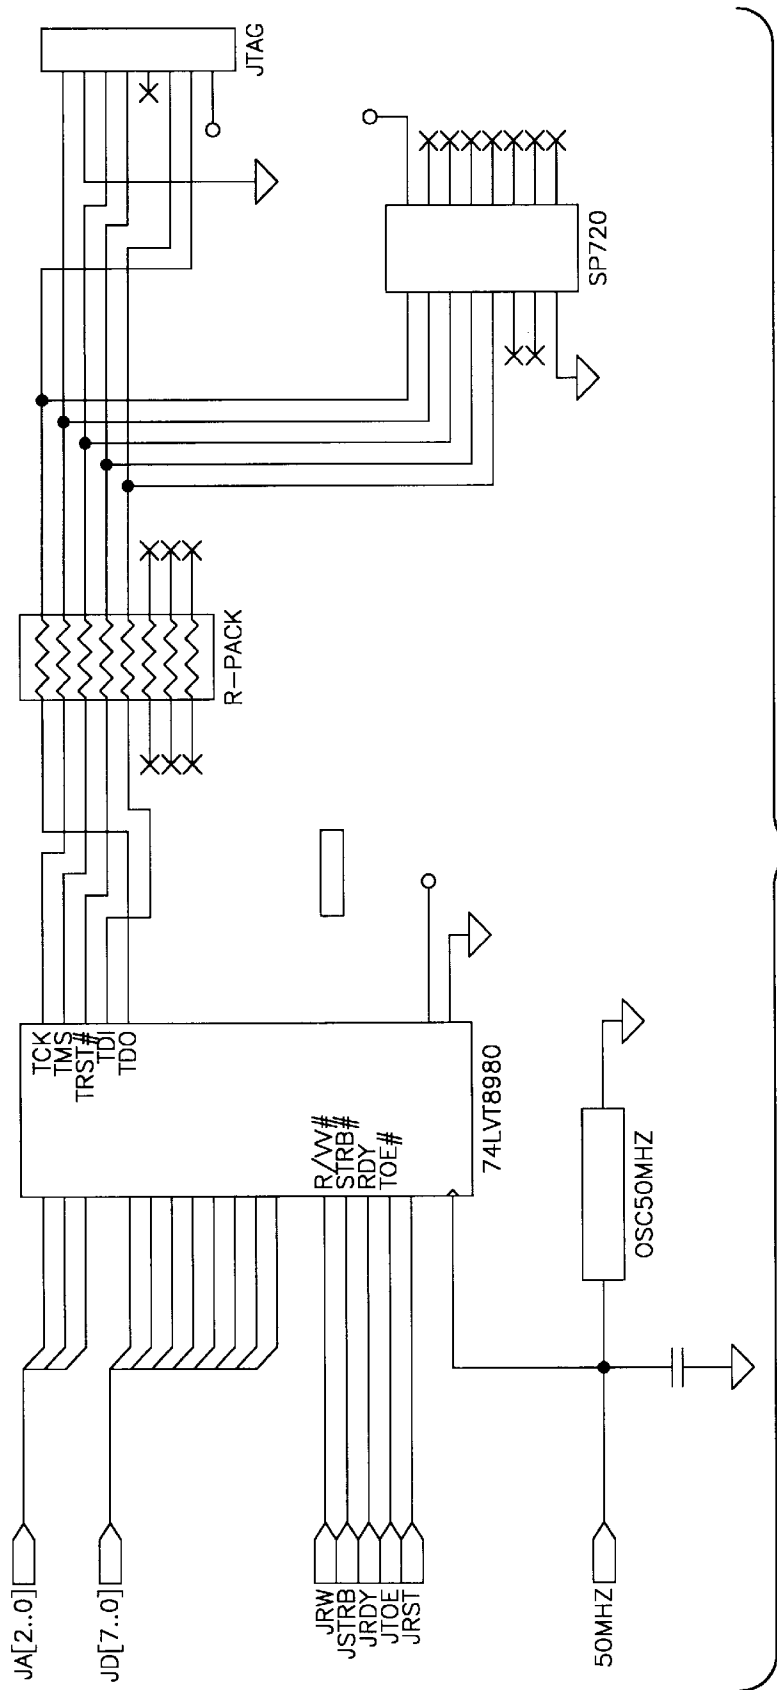 JTAG
SP720
R-PACK
TCK
TMS
TRST#
TDI
TDO
R/W#
STRB#
RDY
TOE#
74LVT8980
OSC50MHZ
JA[2..0]
JD[7..0]
JRW
JSTRB
JRDY
JTOE
JRST
50MHZ